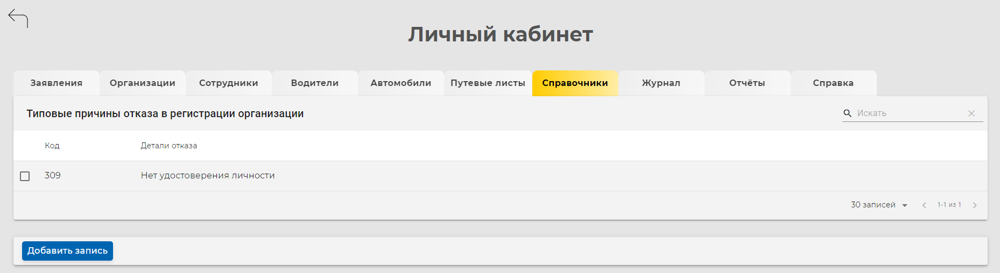 Личный кабинет
Заявления Организации Сотрудники Водители Автомобили Путевые листы Справочники Журнал Отчёты Справка
Типовые причины отказа в регистрации организации Искать
Код Детали отказа
309 Нет удостоверения личности
30 записей 1-1 из 1
Добавить запись